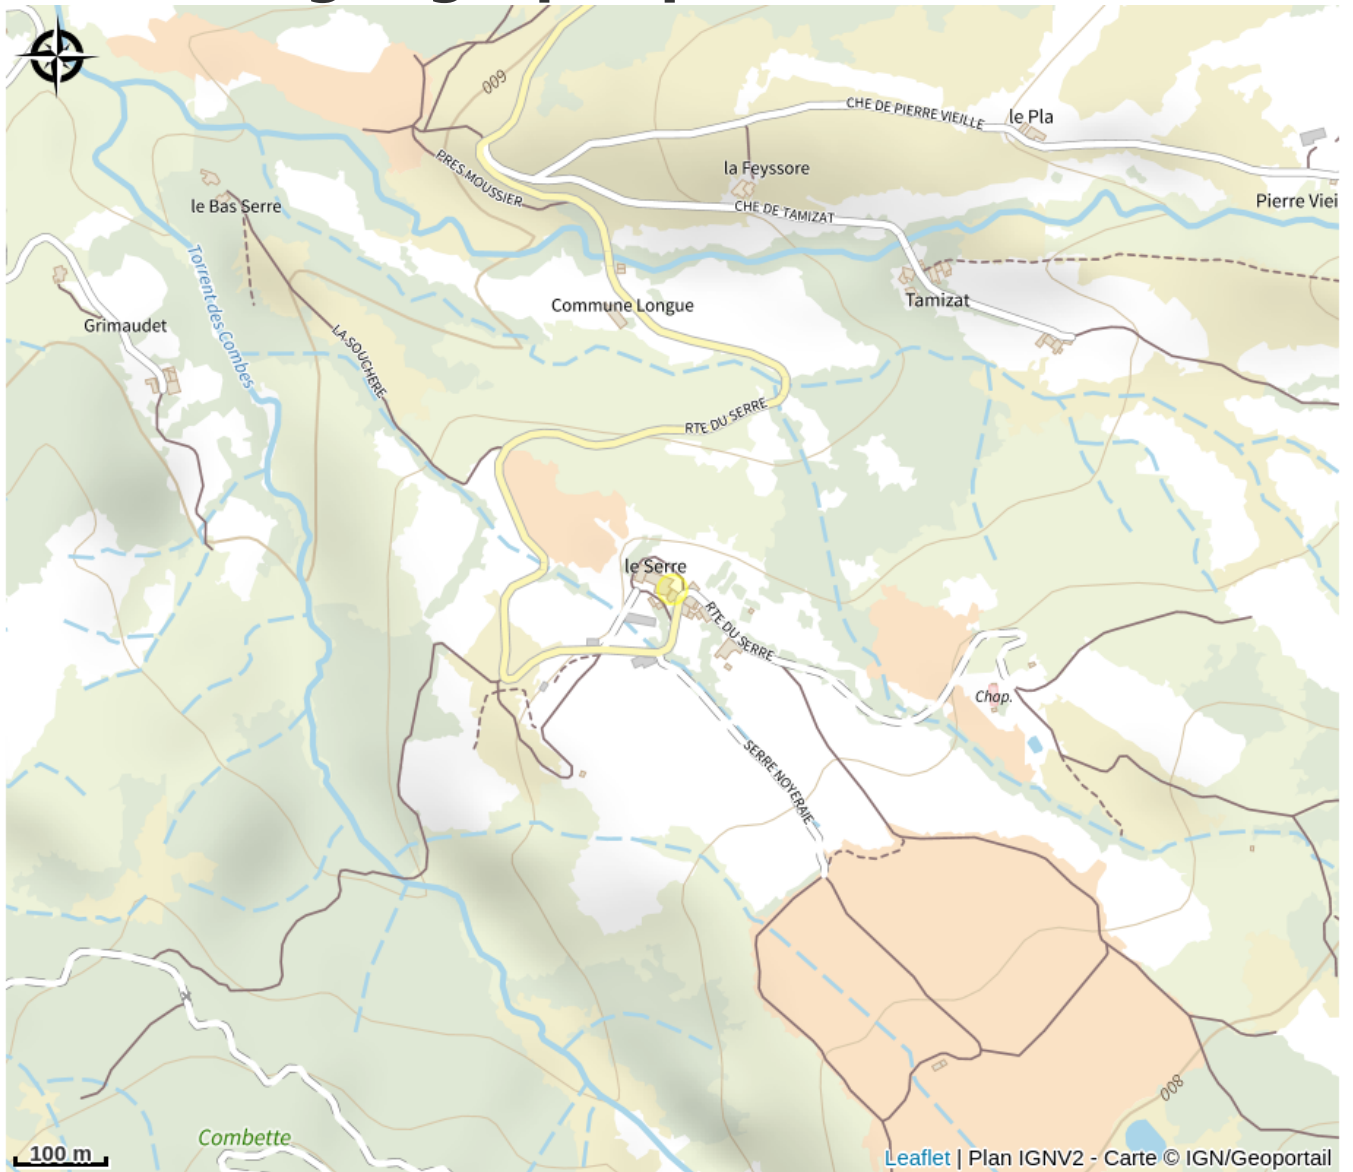 009
CHE DE PIERRE VIEILLE
le Pla
PRES MOUSSIER
la Feyssore
CHE DE TAMIZAT
Pierre Viei
le Bas Serre
Torrent des Combes
Commune Longue
Tamizat
Grimaudet
LA SOUCHERE
RTE DU SERRE
le Serre
RTE DU SERRE
Chap.
SERRE NOYERAIE
008
Combette
100 m
Leaflet | Plan IGNV2 - Carte © IGN/Geoportail